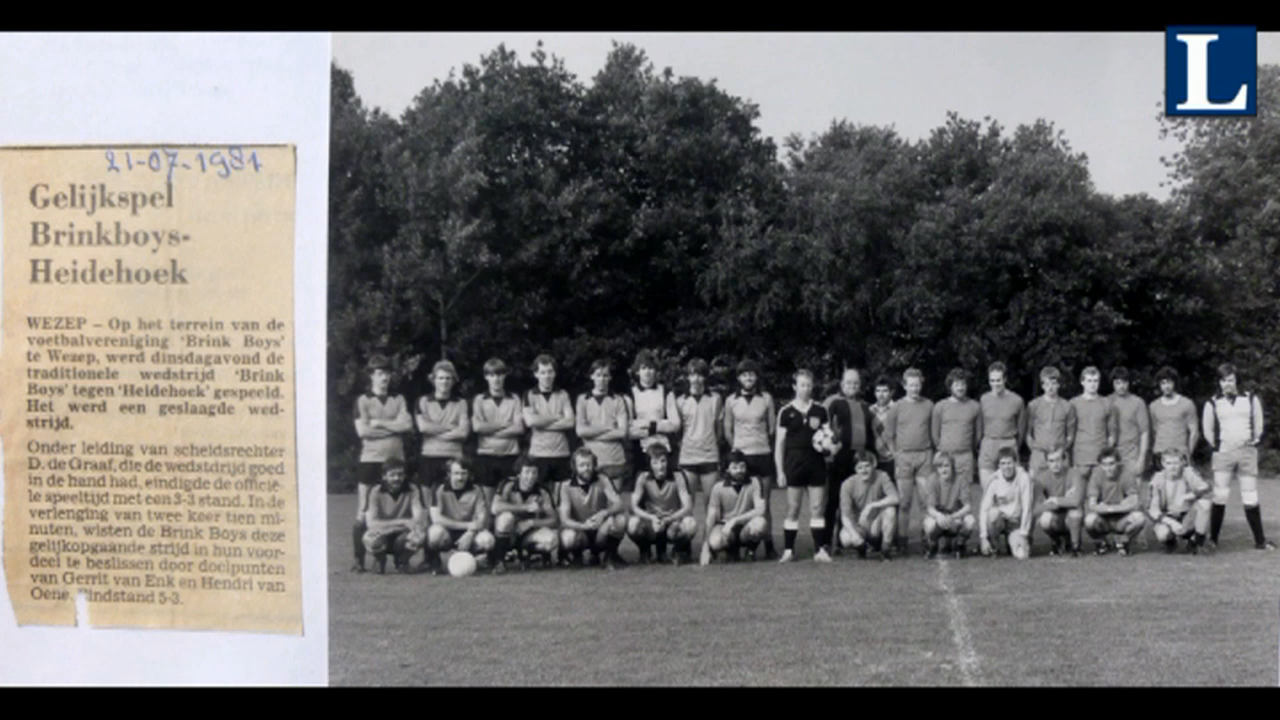 21-07-1981
Gelijkspel
Brinkboys-
Heidehoek
WEZEP – Op het terrein van de
voetbalvereniging 'Brink Boys'
te Wezep, werd dinsdagavond de
traditionele wedstrijd 'Brink
Boys' tegen 'Heidehoek' gespeeld.
Het werd een geslaagde wed-
strijd.
Onder leiding van scheidsrechter
D. de Graaf, die de wedstdrijd goed
in de hand had, eindigde de officië-
le speeltijd met een 3-3 stand. In de
verlenging van twee keer tien mi-
nuten, wisten de Brink Boys deze
gelijkopgaande strijd in hun voor-
deel te beslissen door doelpunten
van Gerrit van Enk en Hendri van
Oene. Eindstand 5-3.
L